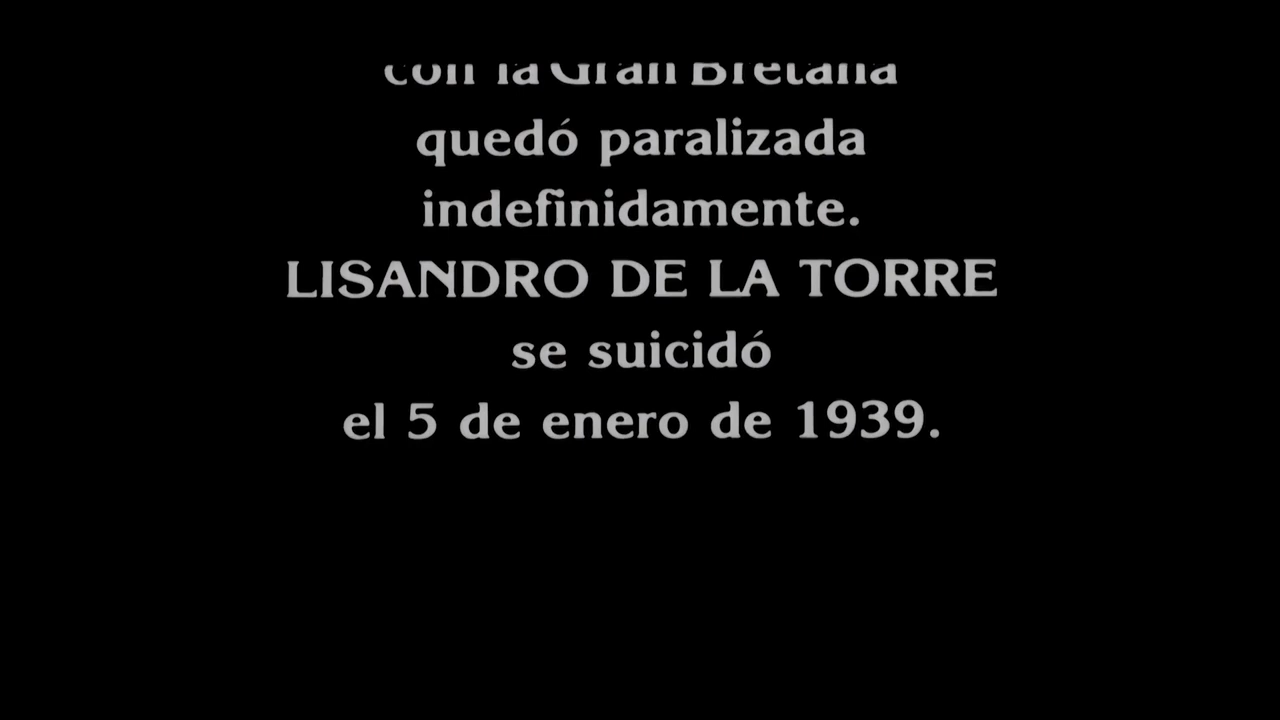 con la Gran Bretaña
quedó paralizada
indefinidamente.
LISANDRO DE LA TORRE
se suicidó
el 5 de enero de 1939.